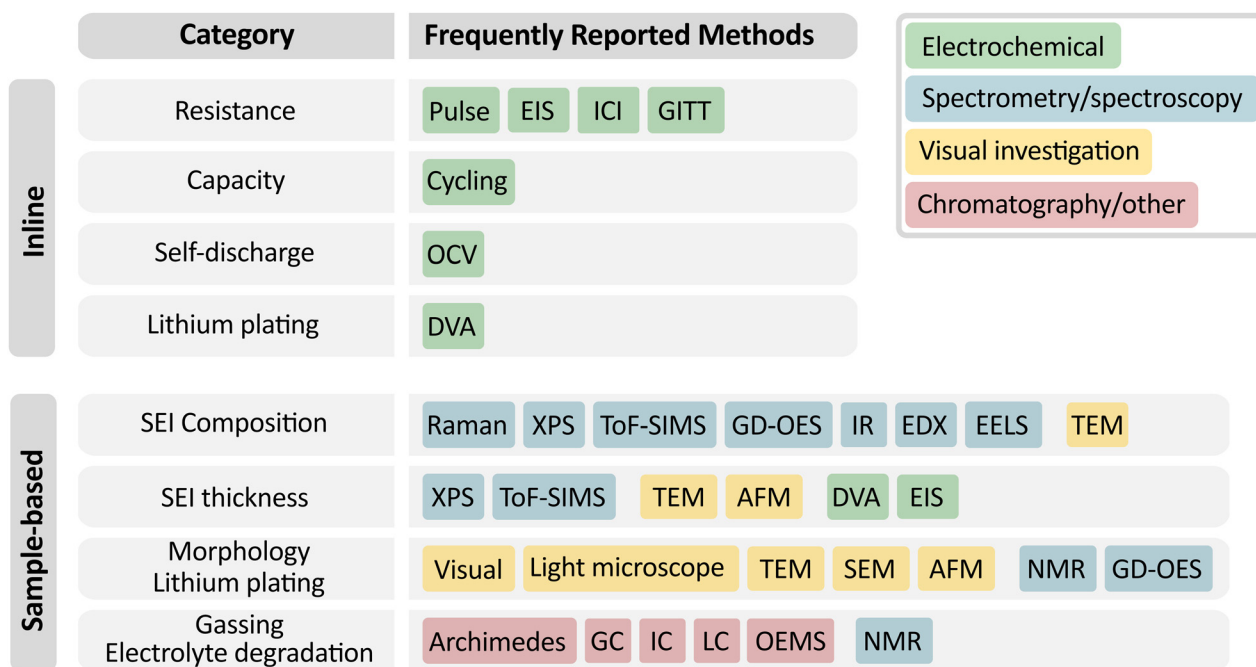 Category Frequently Reported Methods
Electrochemical
Spectrometry/spectroscopy
Visual investigation
Chromatography/other
Inline
Resistance Pulse EIS ICI GITT
Capacity Cycling
Self-discharge OCV
Lithium plating DVA
Sample-based
SEI Composition Raman XPS ToF-SIMS GD-OES IR EDX EELS TEM
SEI thickness XPS ToF-SIMS TEM AFM DVA EIS
Morphology
Lithium plating Visual Light microscope TEM SEM AFM NMR GD-OES
Gassing
Electrolyte degradation Archimedes GC IC LC OEMS NMR